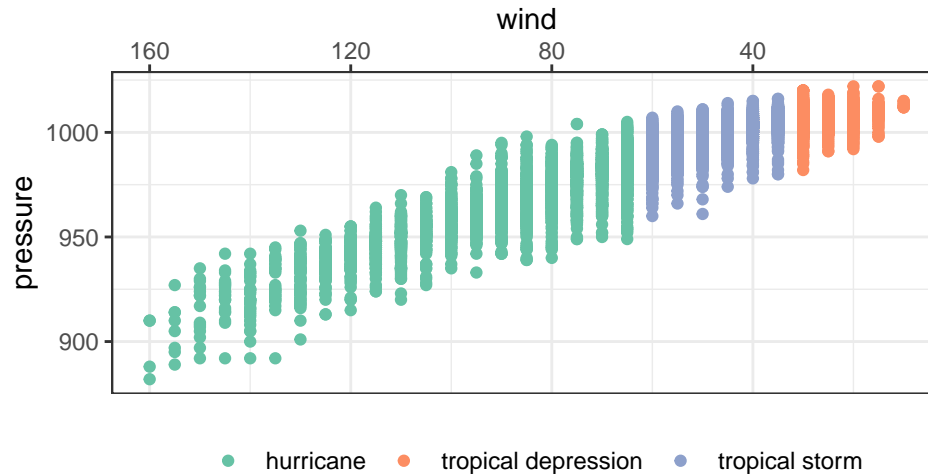 wind
160 120 80 40
1000
950
900
pressure
hurricane tropical depression tropical storm